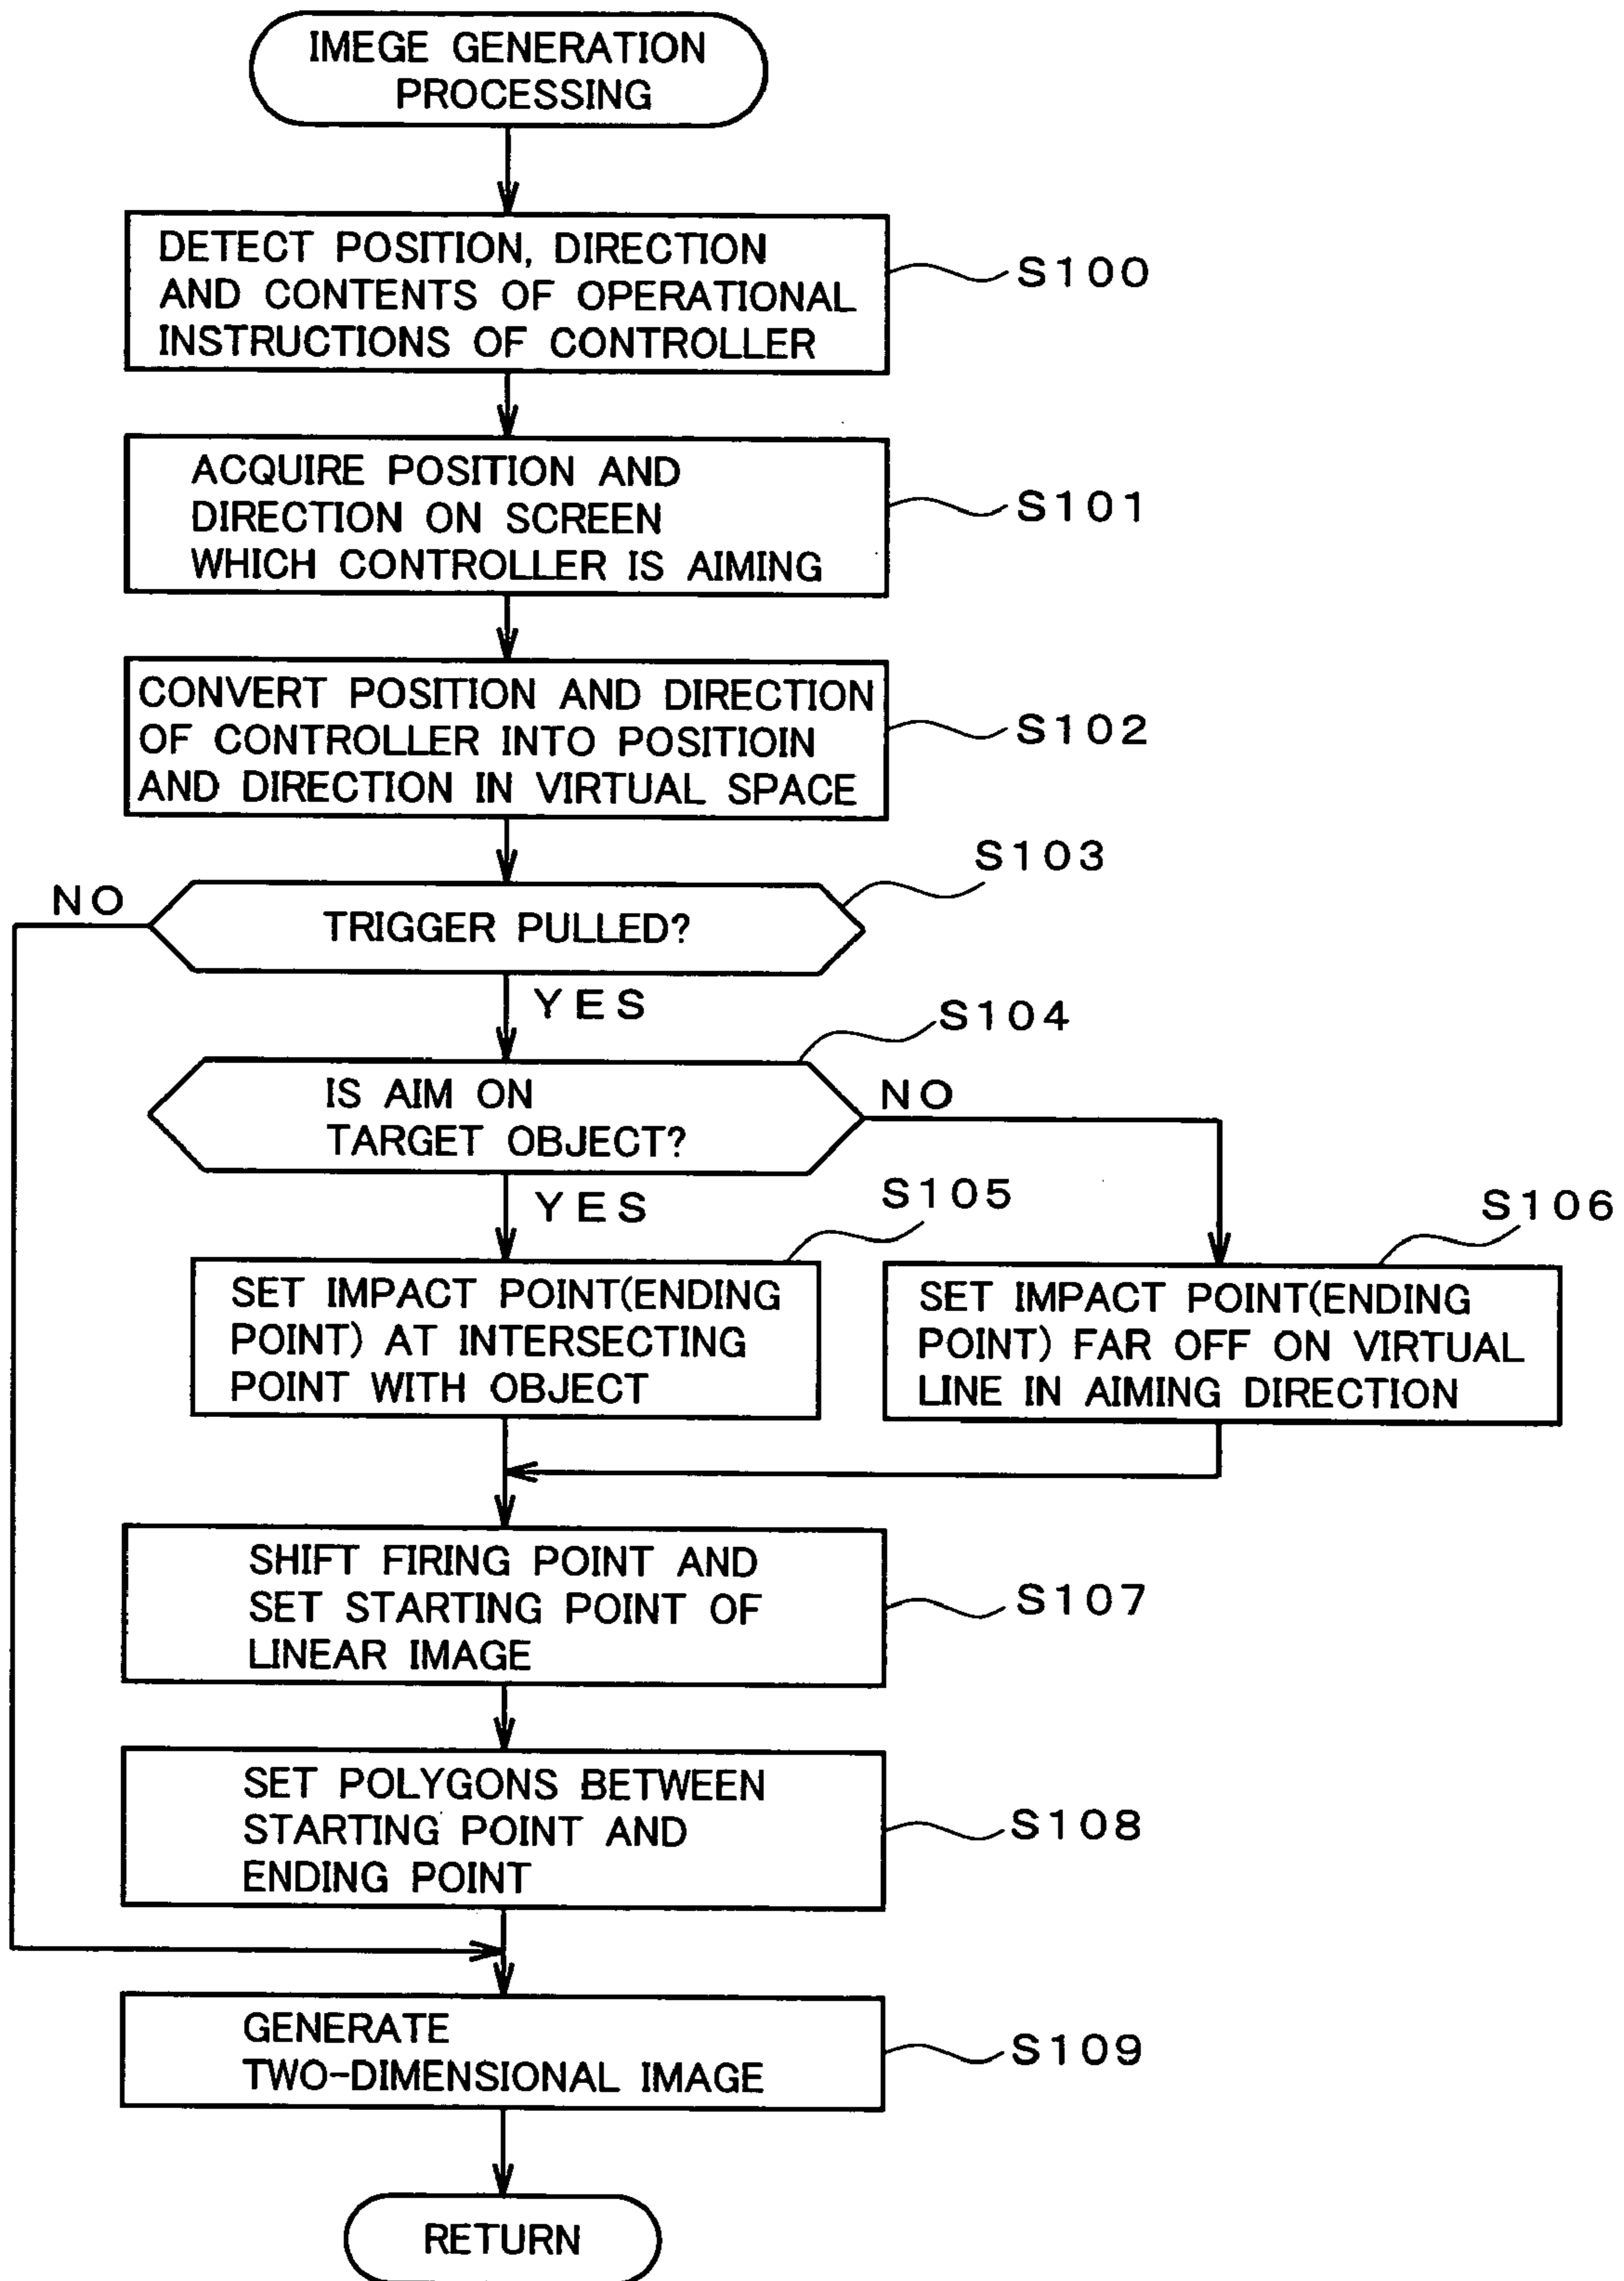 IMEGE GENERATION
PROCESSING
DETECT POSITION, DIRECTION
AND CONTENTS OF OPERATIONAL
INSTRUCTIONS OF CONTROLLER
S100
ACQUIRE POSITION AND
DIRECTION ON SCREEN
WHICH CONTROLLER IS AIMING
S101
CONVERT POSITION AND DIRECTION
OF CONTROLLER INTO POSITIOIN
AND DIRECTION IN VIRTUAL SPACE
S102
S103
NO
TRIGGER PULLED?
YES
S104
IS AIM ON
TARGET OBJECT?
NO
YES
S105
SET IMPACT POINT(ENDING
POINT) AT INTERSECTING
POINT WITH OBJECT
S106
SET IMPACT POINT(ENDING
POINT) FAR OFF ON VIRTUAL
LINE IN AIMING DIRECTION
SHIFT FIRING POINT AND
SET STARTING POINT OF
LINEAR IMAGE
S107
SET POLYGONS BETWEEN
STARTING POINT AND
ENDING POINT
S108
GENERATE
TWO-DIMENSIONAL IMAGE
S109
RETURN